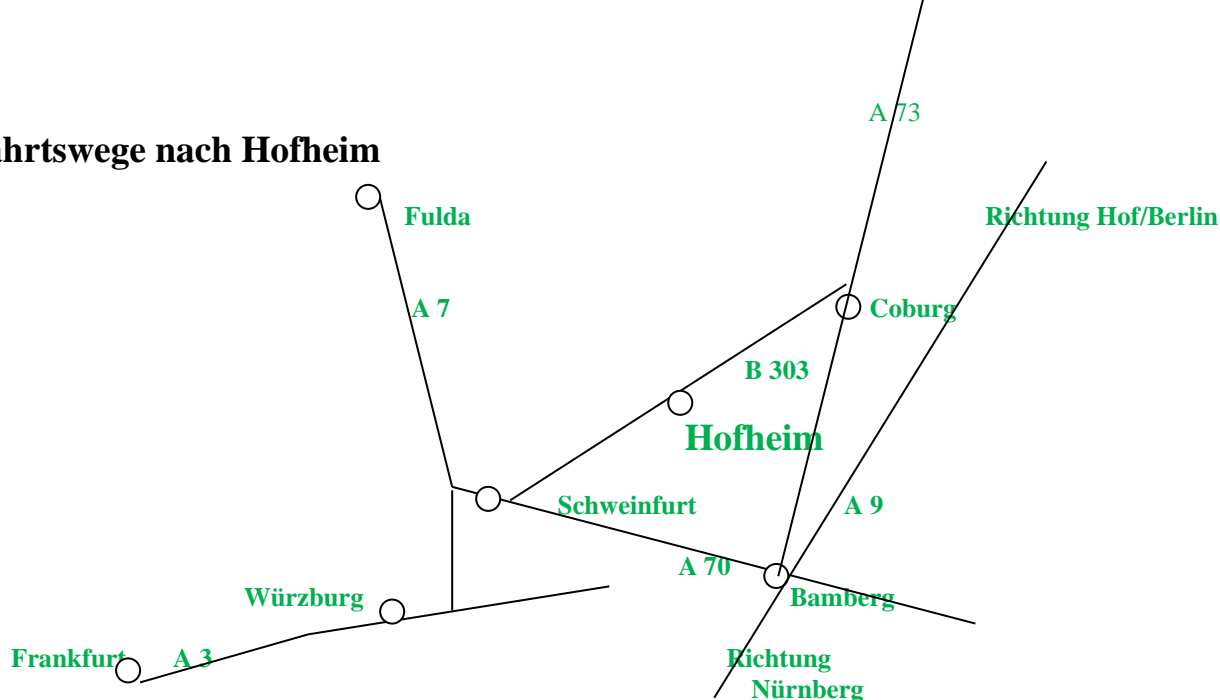 A 73
ahrtswege nach Hofheim
Fulda
Richtung Hof/Berlin
A 7
Coburg
B 303
Hofheim
Schweinfurt
A 9
A 70
Würzburg
Bamberg
Frankfurt
A 3
Richtung
Nürnberg